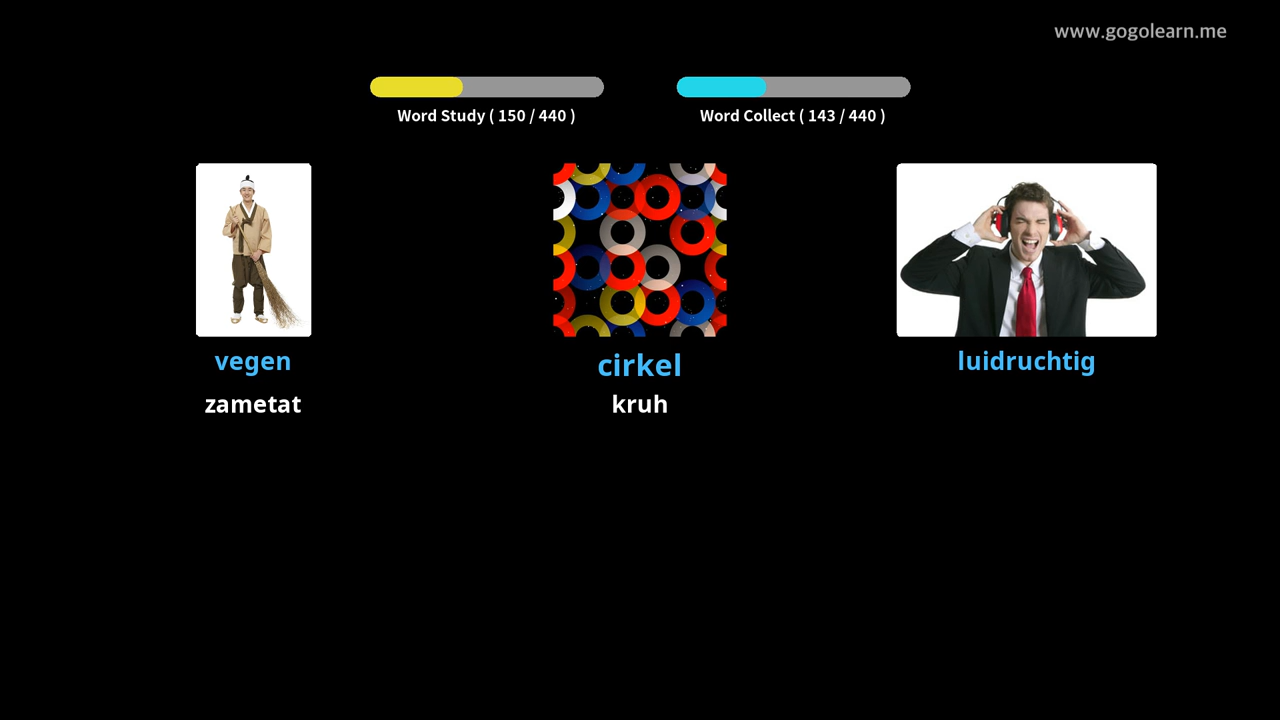 www.gogolearn.me
Word Study ( 150 / 440 )
Word Collect ( 143 / 440 )
vegen
cirkel
luidruchtig
zametat
kruh